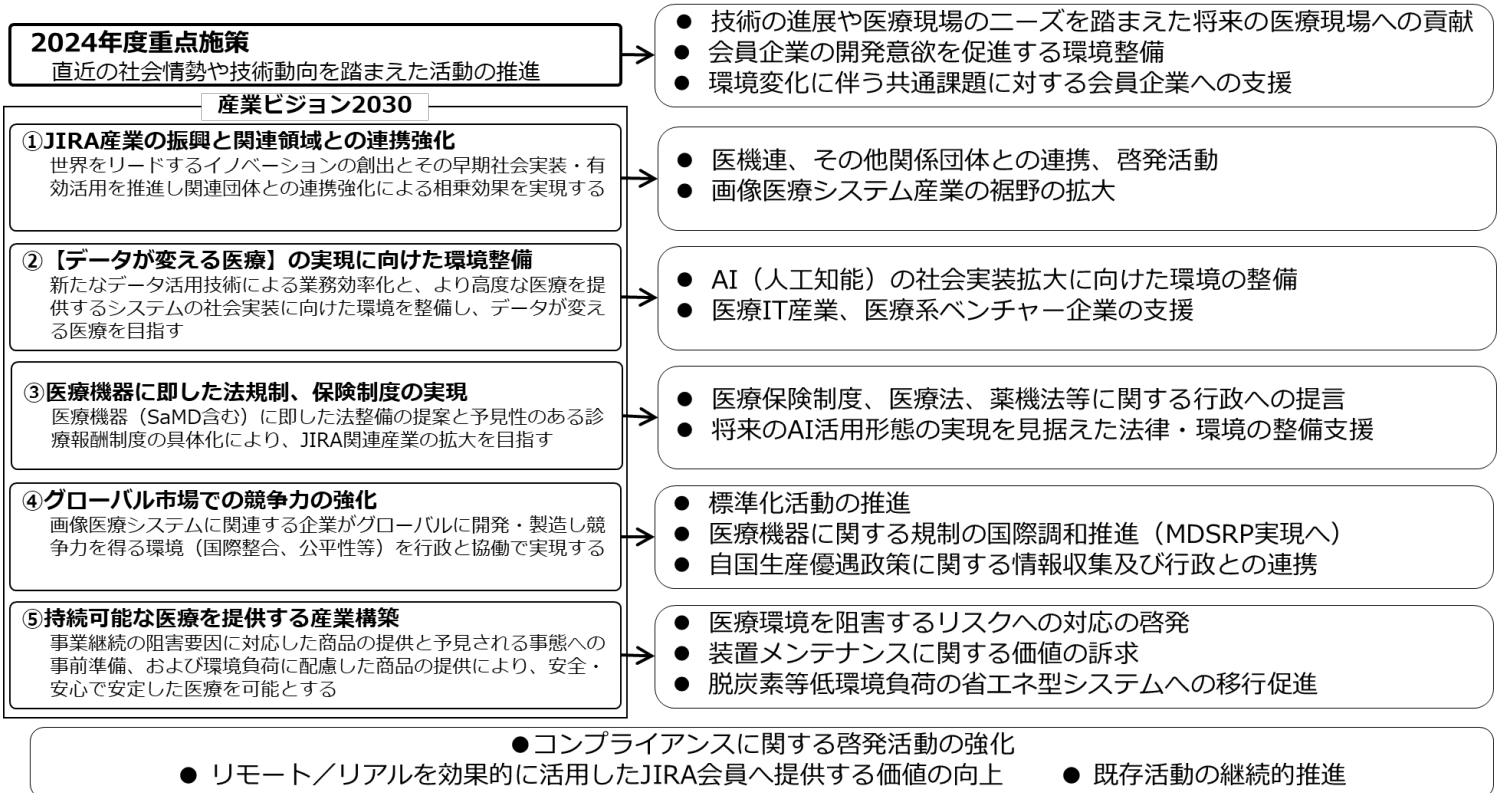 2024年度重点施策
直近の社会情勢や技術動向を踏まえた活動の推進
● 技術の進展や医療現場のニーズを踏まえた将来の医療現場への貢献
● 会員企業の開発意欲を促進する環境整備
● 環境変化に伴う共通課題に対する会員企業への支援
産業ビジョン2030
①JIRA産業の振興と関連領域との連携強化
世界をリードするイノベーションの創出とその早期社会実装・有
効活用を推進し関連団体との連携強化による相乗効果を実現する
● 医機連、その他関係団体との連携、啓発活動
● 画像医療システム産業の裾野の拡大
②【データが変える医療】の実現に向けた環境整備
新たなデータ活用技術による業務効率化と、より高度な医療を提
供するシステムの社会実装に向けた環境を整備し、データが変え
る医療を目指す
● AI（人工知能）の社会実装拡大に向けた環境の整備
● 医療IT産業、医療系ベンチャー企業の支援
③医療機器に即した法規制、保険制度の実現
医療機器（SaMD含む）に即した法整備の提案と予見性のある診
療報酬制度の具体化により、JIRA関連産業の拡大を目指す
● 医療保険制度、医療法、薬機法等に関する行政への提言
● 将来のAI活用形態の実現を見据えた法律・環境の整備支援
④グローバル市場での競争力の強化
画像医療システムに関連する企業がグローバルに開発・製造し競
争力を得る環境（国際整合、公平性等）を行政と協働で実現する
● 標準化活動の推進
● 医療機器に関する規制の国際調和推進（MDSRP実現へ）
● 自国生産優遇政策に関する情報収集及び行政との連携
⑤持続可能な医療を提供する産業構築
事業継続の阻害要因に対応した商品の提供と予見される事態への
事前準備、および環境負荷に配慮した商品の提供により、安全・
安心で安定した医療を可能とする
● 医療環境を阻害するリスクへの対応の啓発
● 装置メンテナンスに関する価値の訴求
● 脱炭素等低環境負荷の省エネ型システムへの移行促進
●コンプライアンスに関する啓発活動の強化
● リモート／リアルを効果的に活用したJIRA会員へ提供する価値の向上 ● 既存活動の継続的推進